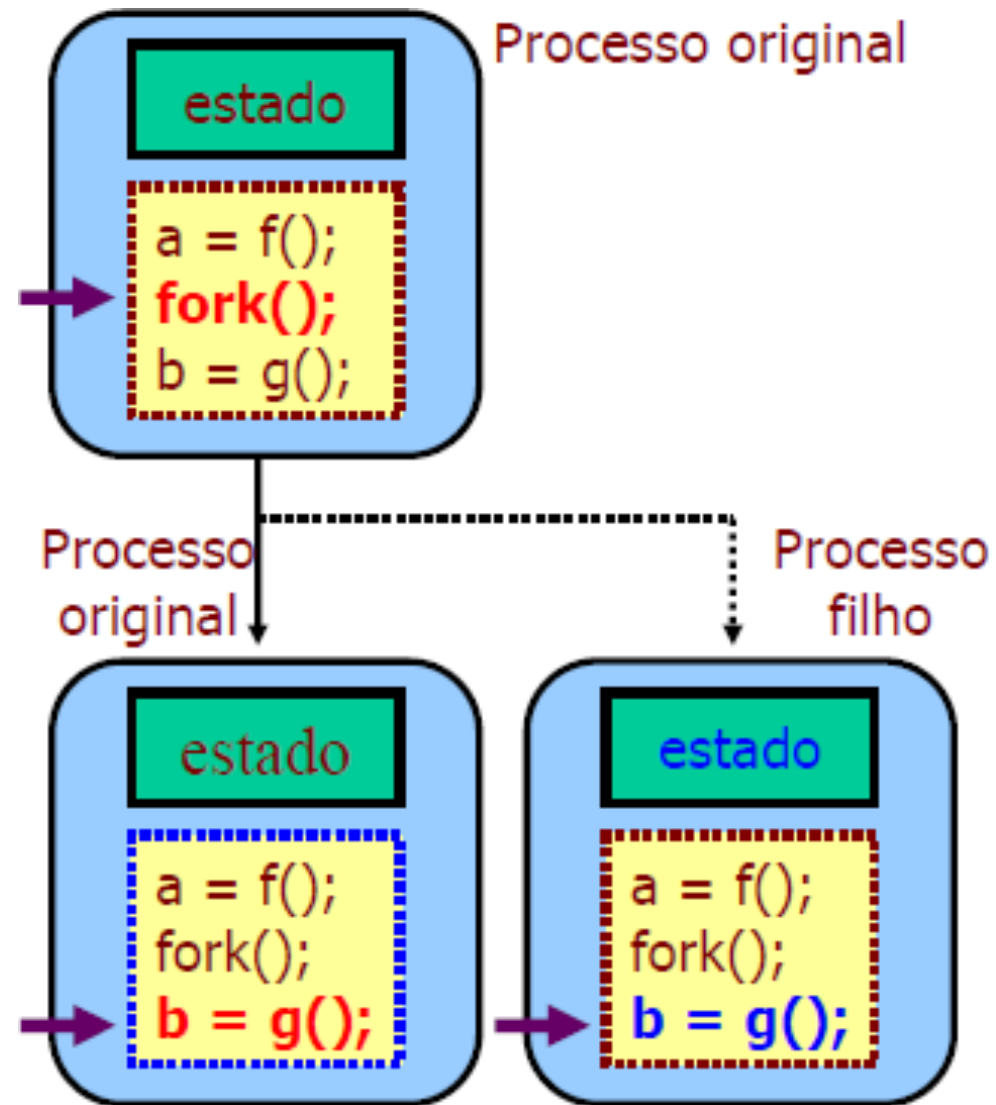 Processo original
estado
a = f();
fork();
b = g();
Processo
original
Processo
filho
estado
a = f();
fork();
b = g();
estado
a = f();
fork();
b = g();